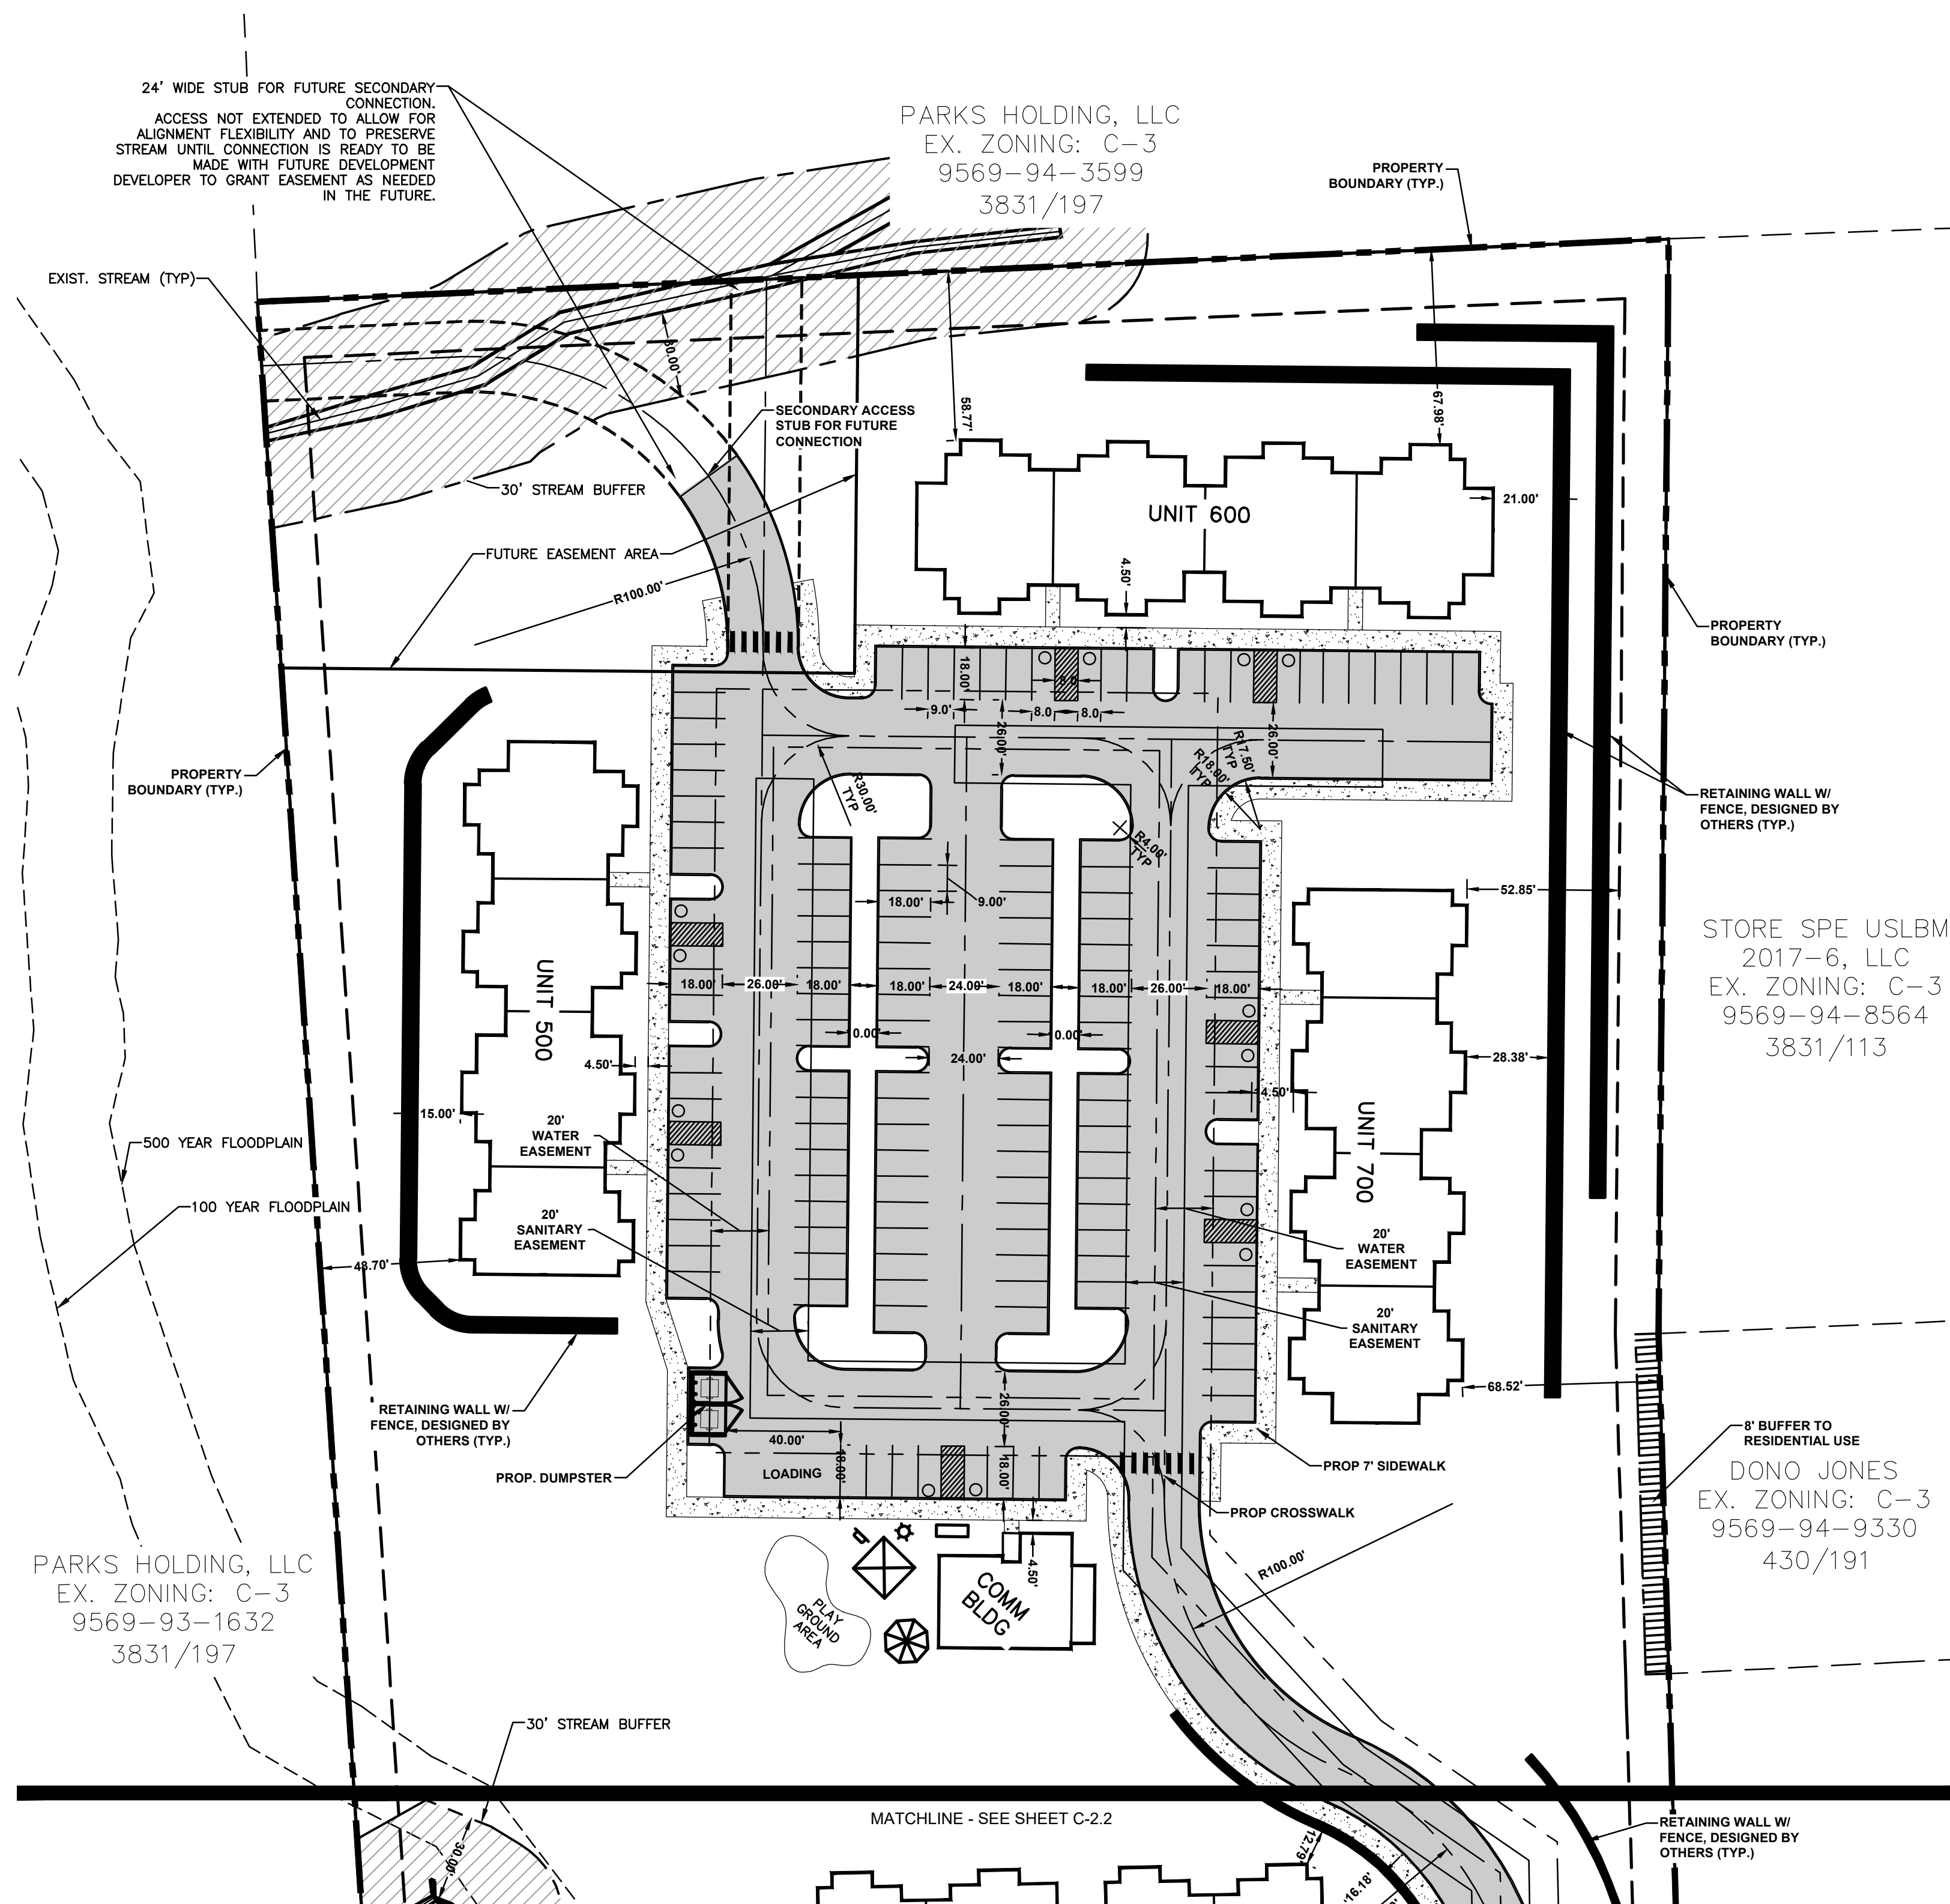 24' WIDE STUB FOR FUTURE SECONDARY
CONNECTION.
ACCESS NOT EXTENDED TO ALLOW FOR
ALIGNMENT FLEXIBILITY AND TO PRESERVE
STREAM UNTIL CONNECTION IS READY TO BE
MADE WITH FUTURE DEVELOPMENT
DEVELOPER TO GRANT EASEMENT AS NEEDED
IN THE FUTURE.
PARKS HOLDING, LLC
EX. ZONING: C-3
9569-94-3599
3831/197
PROPERTY
BOUNDARY (TYP.)
EXIST. STREAM (TYP)
SECONDARY ACCESS
STUB FOR FUTURE
CONNECTION
58.77'
67.98'
30' STREAM BUFFER
UNIT 600
21.00'
FUTURE EASEMENT AREA
R100.00'
4.50'
PROPERTY
BOUNDARY (TYP.)
18.00'
8.0
9.0'
8.0
8.0
26.00'
26.00'
R17.50'
TYP
R18.00'
TYP
PROPERTY
BOUNDARY (TYP.)
R30.00'
TYP
RETAINING WALL W/
FENCE, DESIGNED BY
OTHERS (TYP.)
R4.00'
TYP
18.00'
9.00'
52.85'
STORE SPE USLBM
2017-6, LLC
EX. ZONING: C-3
9569-94-8564
3831/113
UNIT 500
18.00'
26.00'
18.00'
18.00'
24.00'
18.00'
18.00'
26.00'
18.00'
0.00'
0.00'
24.00'
4.50'
28.38'
4.50'
15.00'
20'
WATER
EASEMENT
UNIT 700
500 YEAR FLOODPLAIN
100 YEAR FLOODPLAIN
20'
SANITARY
EASEMENT
20'
WATER
EASEMENT
48.70'
20'
SANITARY
EASEMENT
68.52'
RETAINING WALL W/
FENCE, DESIGNED BY
OTHERS (TYP.)
26.00'
40.00'
18.00'
18.00'
LOADING
PROP. DUMPSTER
PROP 7' SIDEWALK
PROP CROSSWALK
8' BUFFER TO
RESIDENTIAL USE
DONO JONES
EX. ZONING: C-3
9569-94-9330
430/191
PARKS HOLDING, LLC
EX. ZONING: C-3
9569-93-1632
3831/197
4.50'
COMM
BLDG
PLAY
GROUND
AREA
R100.00'
30' STREAM BUFFER
MATCHLINE - SEE SHEET C-2.2
30.00'
12.79'
16.18'
RETAINING WALL W/
FENCE, DESIGNED BY
OTHERS (TYP.)